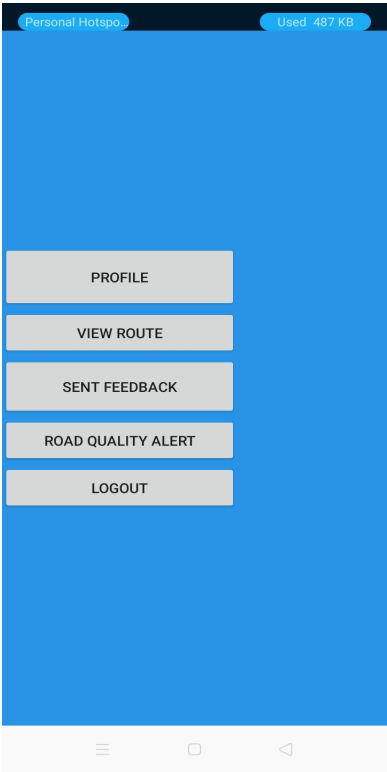 Personal Hotspo... Used 487 KB
PROFILE
VIEW ROUTE
SENT FEEDBACK
ROAD QUALITY ALERT
LOGOUT